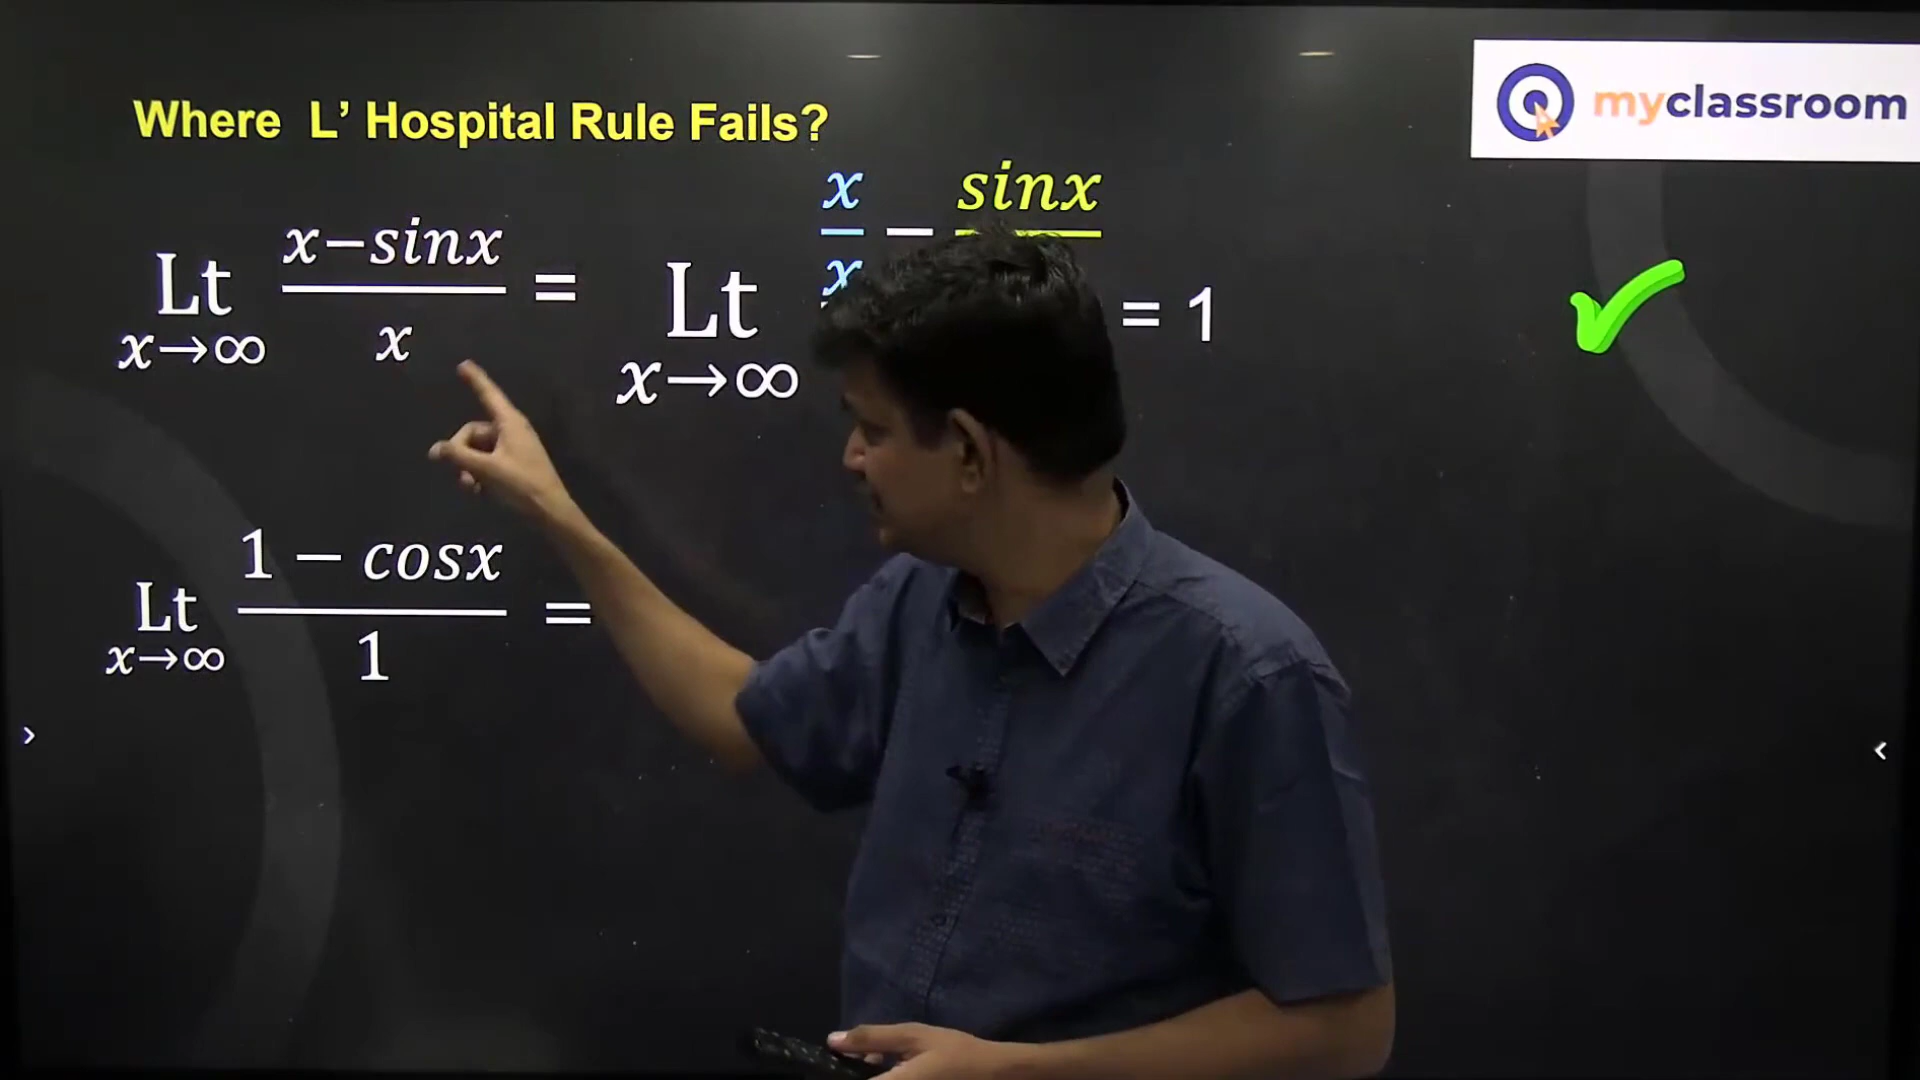 myclassroom
Where L’ Hospital Rule Fails?
Lt x→∞ x−sinx / x = Lt x→∞ x / x − sinx = 1
Lt x→∞ 1 − cosx / 1 =